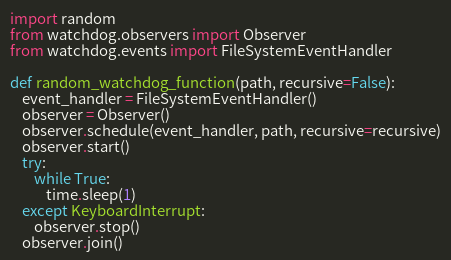 import random
from watchdog.observers import Observer
from watchdog.events import FileSystemEventHandler

def random_watchdog_function(path, recursive=False):
    event_handler = FileSystemEventHandler()
    observer = Observer()
    observer.schedule(event_handler, path, recursive=recursive)
    observer.start()
    try:
        while True:
            time.sleep(1)
    except KeyboardInterrupt:
        observer.stop()
    observer.join()